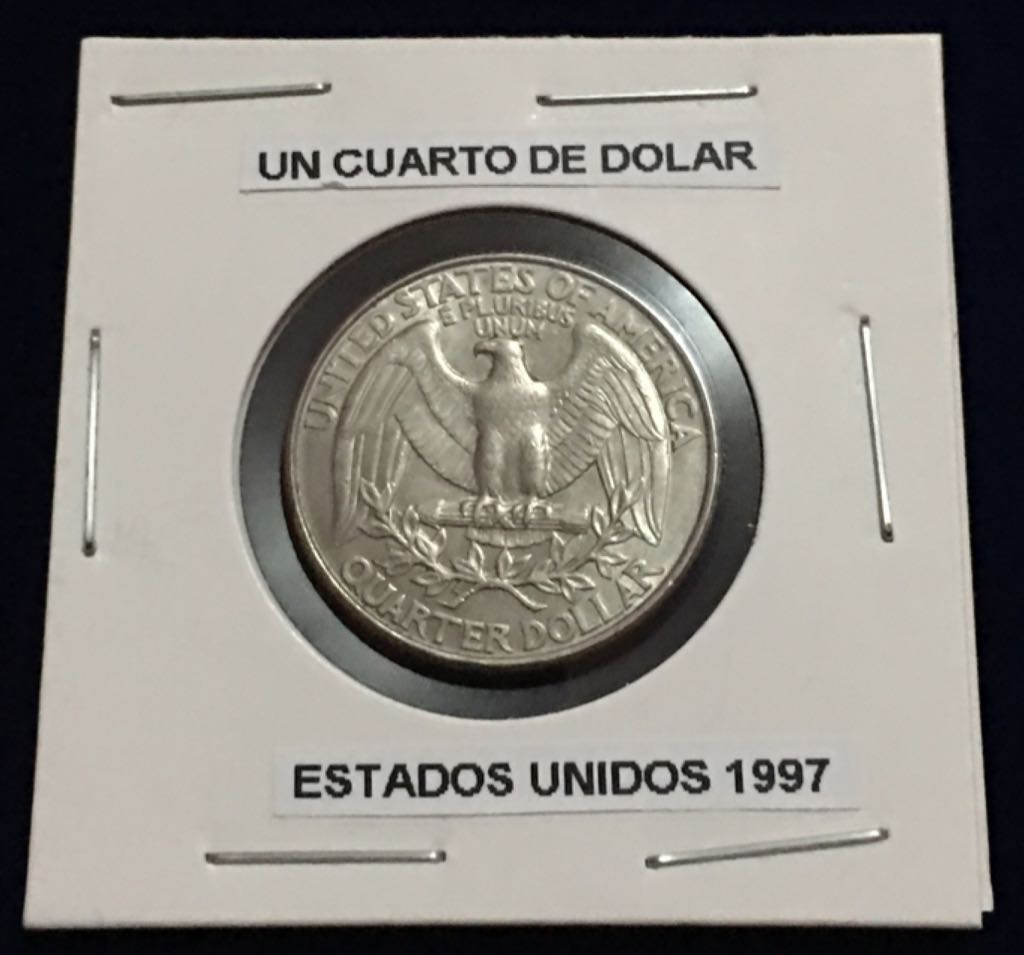 UN CUARTO DE DOLAR
UNITED STATES OF AMERICA
E PLURIBUS
UNUM
QUARTER DOLLAR
ESTADOS UNIDOS 1997